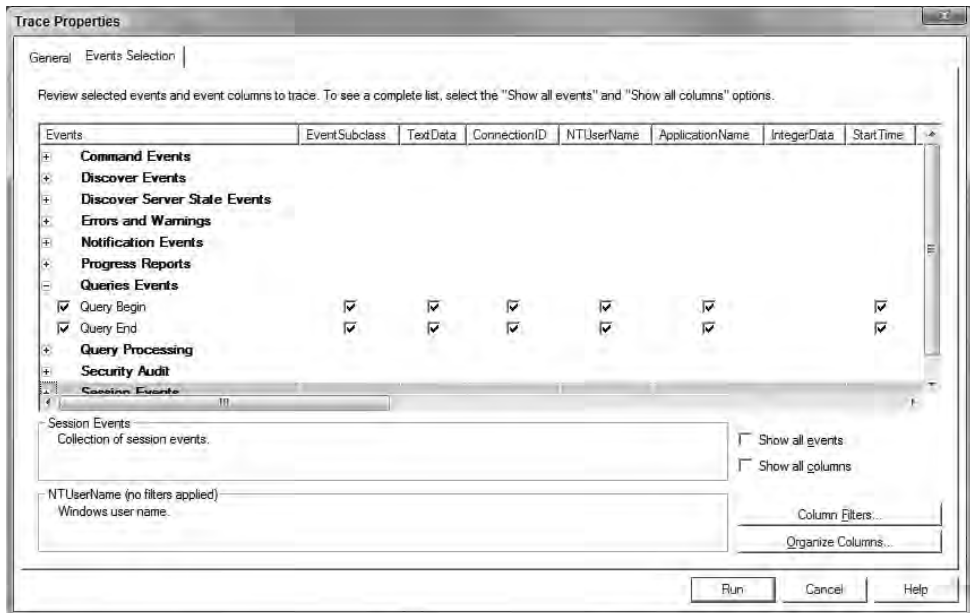 Trace Properties
General Events Selection
Review selected events and event columns to trace. To see a complete list, select the "Show all events" and "Show all columns" options.
Events EventSubclass TextData ConnectionID NTUserName ApplicationName IntegerData StartTime
Command Events
Discover Events
Discover Server State Events
Errors and Warnings
Notification Events
Progress Reports
Queries Events
Query Begin
Query End
Query Processing
Security Audit
Session Events
Session Events
Collection of session events.
Show all events
Show all columns
NTUserName (no filters applied)
Windows user name.
Column Filters...
Organize Columns...
Run Cancel Help